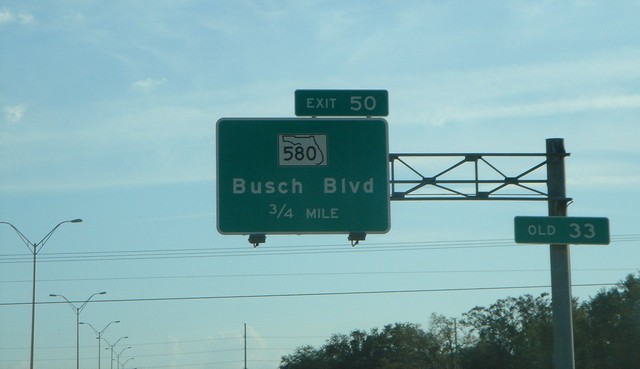 EXIT 50
580
Busch Blvd
3/4 MILE
OLD 33